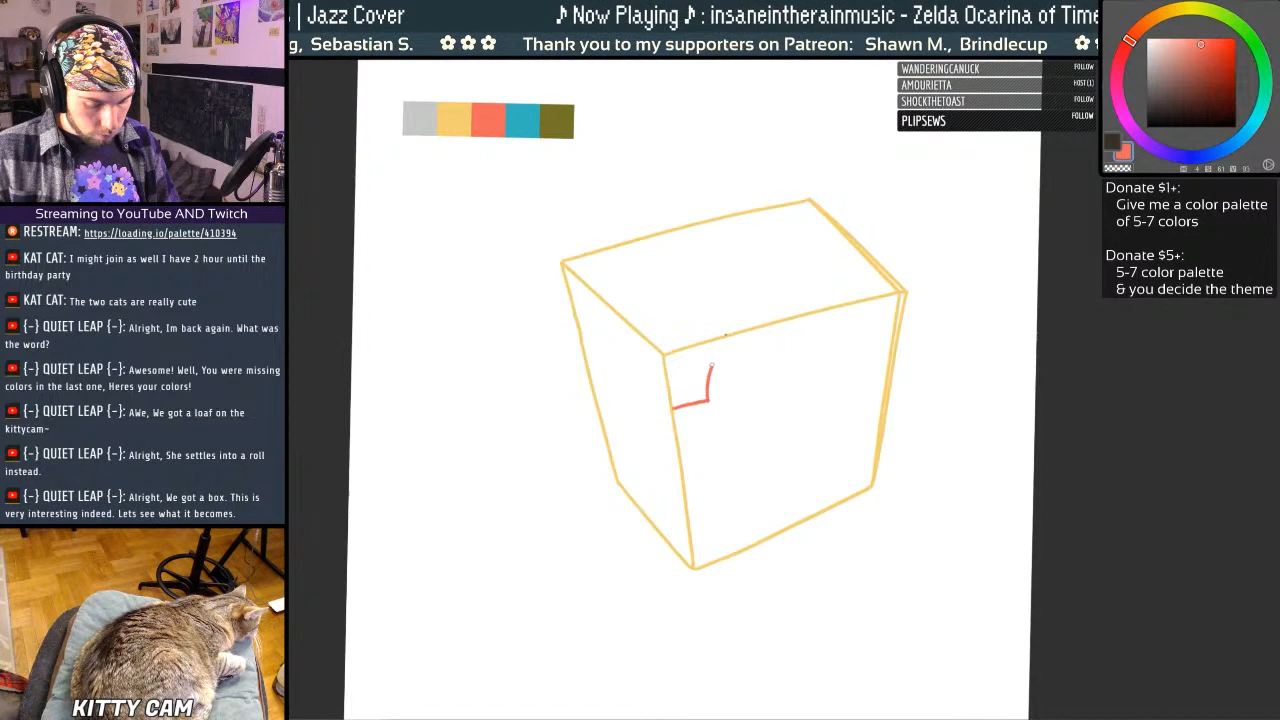 | Jazz Cover
♪ Now Playing ♪ : insaneintherainmusic - Zelda Ocarina of Time
g, Sebastian S. ✿ ✿ ✿ Thank you to my supporters on Patreon: Shawn M., Brindlecup
WANDERINGCANUCK FOLLOW
AMOURIETTA HOST (1)
SHOCKTHETOAST FOLLOW
PLIPSEWS FOLLOW
Donate $1+:
Give me a color palette
of 5-7 colors
Donate $5+:
5-7 color palette
& you decide the theme
Streaming to YouTube AND Twitch
RESTREAM: https://loading.io/palette/410394
KAT CAT: I might join as well I have 2 hour until the
birthday party
KAT CAT: The two cats are really cute
{-} QUIET LEAP {-}: Alright, Im back again. What was
the word?
{-} QUIET LEAP {-}: Awesome! Well, You were missing
colors in the last one, Heres your colors!
{-} QUIET LEAP {-}: AWe, We got a loaf on the
kittycam~
{-} QUIET LEAP {-}: Alright, She settles into a roll
instead.
{-} QUIET LEAP {-}: Alright, We got a box. This is
very interesting indeed. Lets see what it becomes.
KITTY CAM